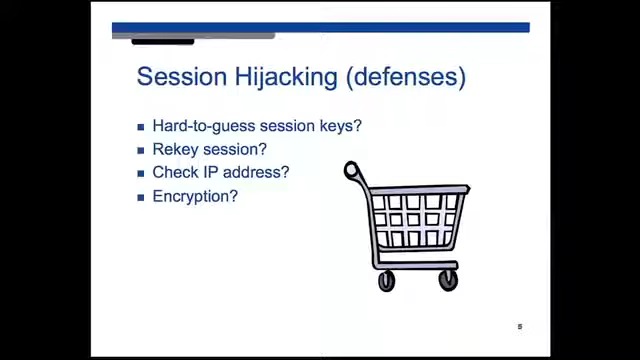 Session Hijacking (defenses)
Hard-to-guess session keys?
Rekey session?
Check IP address?
Encryption?
5